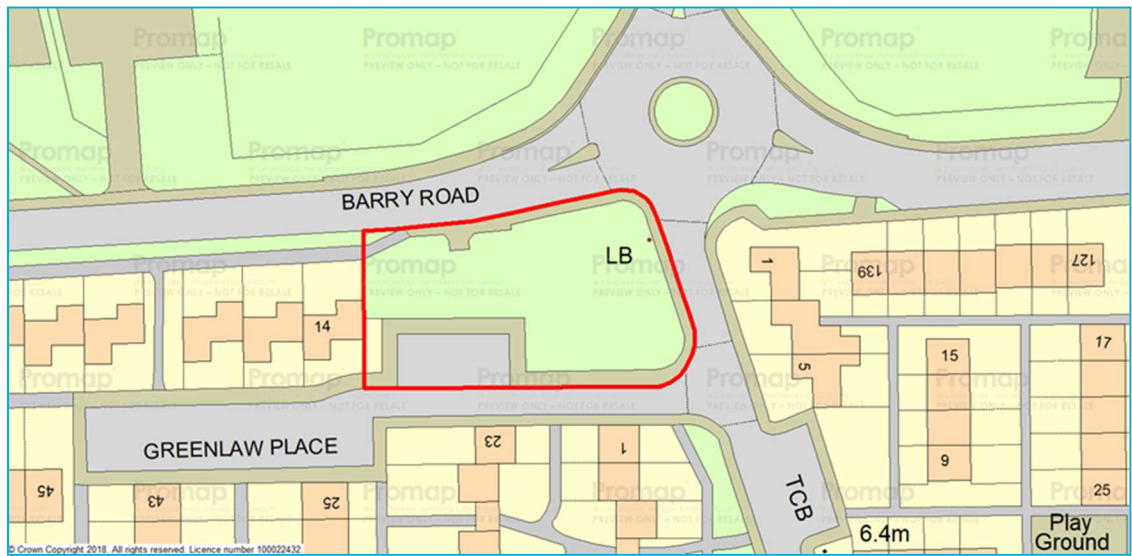 BARRY ROAD
LB
14
1
139
127
5
15
17
9
GREENLAW PLACE
23
1
45
43
25
TCB
6.4m
25
Play
Ground
© Crown Copyright 2018. All rights reserved. Licence number 100022432
Promap
PREVIEW ONLY – NOT FOR RESALE